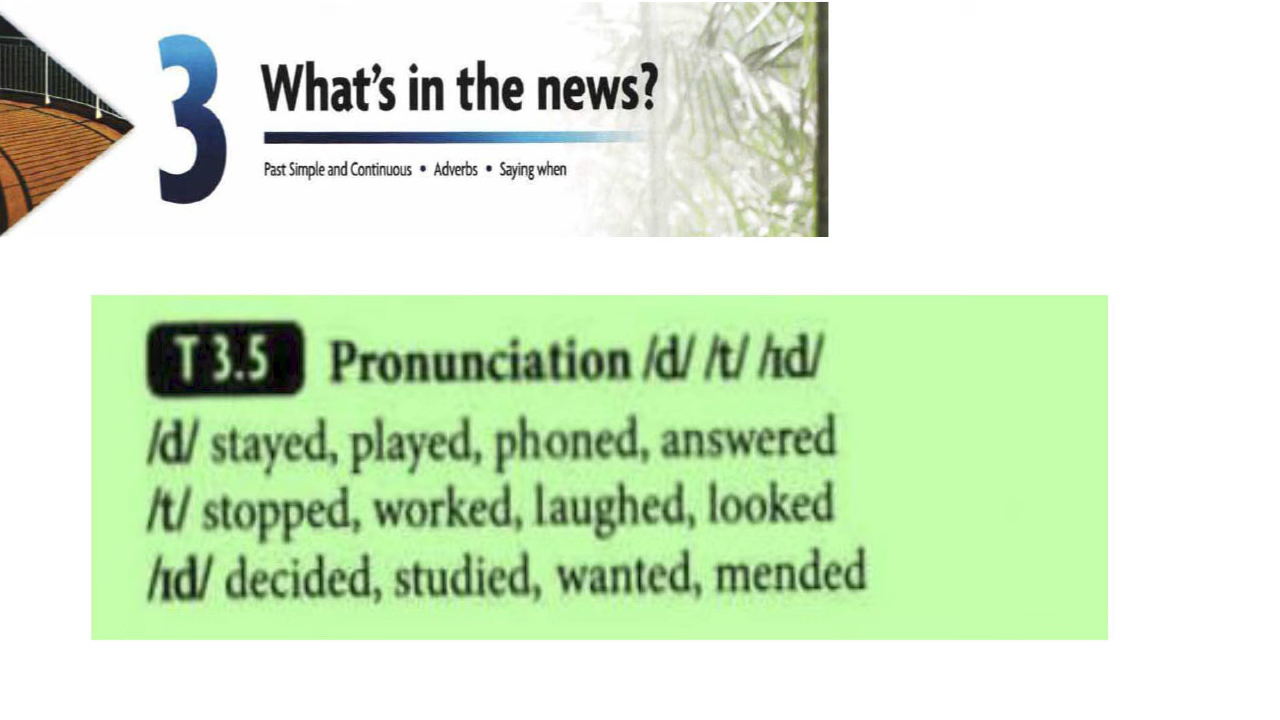 3 What's in the news?
Past Simple and Continuous • Adverbs • Saying when
T 3.5 Pronunciation /d/ /t/ /ɪd/
/d/ stayed, played, phoned, answered
/t/ stopped, worked, laughed, looked
/ɪd/ decided, studied, wanted, mended